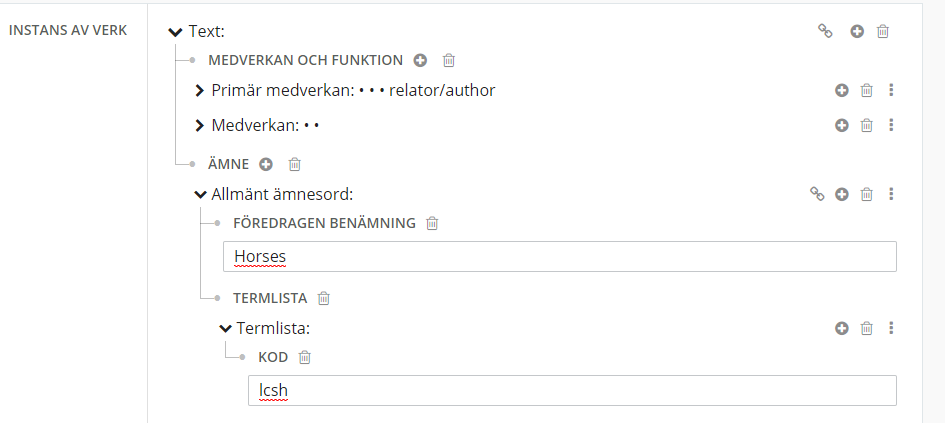 INSTANS AV VERK
Text:
MEDVERKAN OCH FUNKTION
Primär medverkan: • • • relator/author
Medverkan: • •
ÄMNE
Allmänt ämnesord:
FÖREDRAGEN BENÄMNING
Horses
TERMLISTA
Termlista:
KOD
lcsh